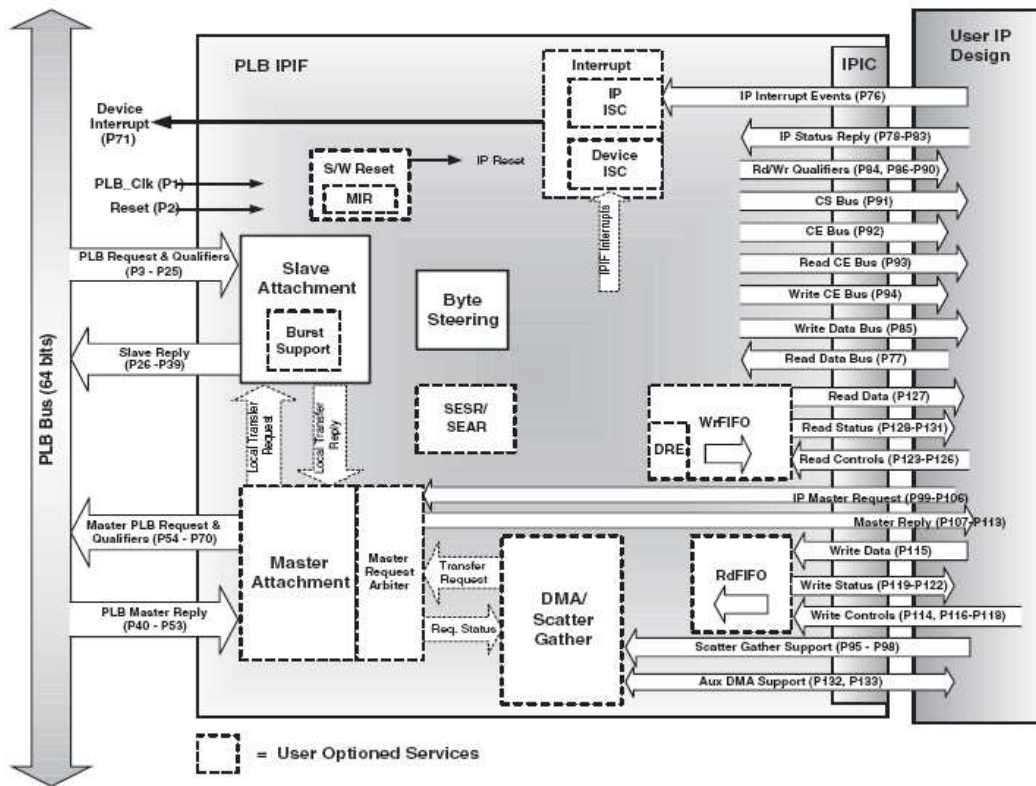 User IP
Design
PLB IPIF
IPIC
Interrupt
IP
ISC
Device
ISC
IP Interrupt Events (P76)
Device
Interrupt
(P71)
IP Status Reply (P78-P83)
S/W Reset
MIR
IP Reset
Rd/Wr Qualifiers (P84, P86-P90)
PLB_Clk (P1)
CS Bus (P91)
Reset (P2)
CE Bus (P92)
IPIF Interrupts
PLB Request & Qualifiers
(P3 - P25)
Slave
Attachment
Burst
Support
Byte
Steering
Read CE Bus (P93)
Write CE Bus (P94)
Write Data Bus (P85)
Slave Reply
(P26 -P39)
Read Data Bus (P77)
PLB Bus (64 bits)
Local Transfer
Request
Local Transfer
Reply
SESR/
SEAR
WrFIFO
DRE
Read Data (P127)
Read Status (P128-P131)
Read Controls (P123-P126)
IP Master Request (P99-P106)
Master Reply (P107-P113)
Master PLB Request &
Qualifiers (P54 - P70)
Master
Attachment
Master
Request
Arbiter
Transfer
Request
Req. Status
DMA/
Scatter
Gather
RdFIFO
Write Data (P115)
Write Status (P119-P122)
Write Controls (P114, P116-P118)
PLB Master Reply
(P40 - P53)
Scatter Gather Support (P95 - P98)
Aux DMA Support (P132, P133)
= User Optioned Services